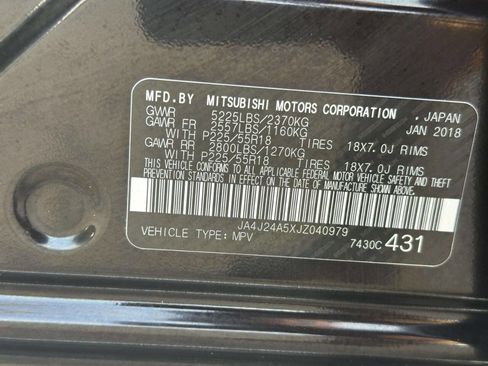 MFD.BY MITSUBISHI MOTORS CORPORATION . JAPAN
GVWR 5225LBS/2370KG JAN 2018
GAWR FR 2557LBS/1160KG
WITH P225/55R18 TIRES 18X7.0J RIMS
GAWR RR 2800LBS/1270KG
WITH P225/55R18 TIRES 18X7.0J RIMS
THIS VEHICLE CONFORMS TO ALL APPLICABLE FEDERAL MOTOR VEHICLE SAFETY, BUMPER AND THEFT
PREVENTION STANDARDS IN EFFECT ON THE DATE OF MANUFACTURE SHOWN ABOVE.
JA4J24A5XJZ040979
VEHICLE TYPE: MPV 7430C 431